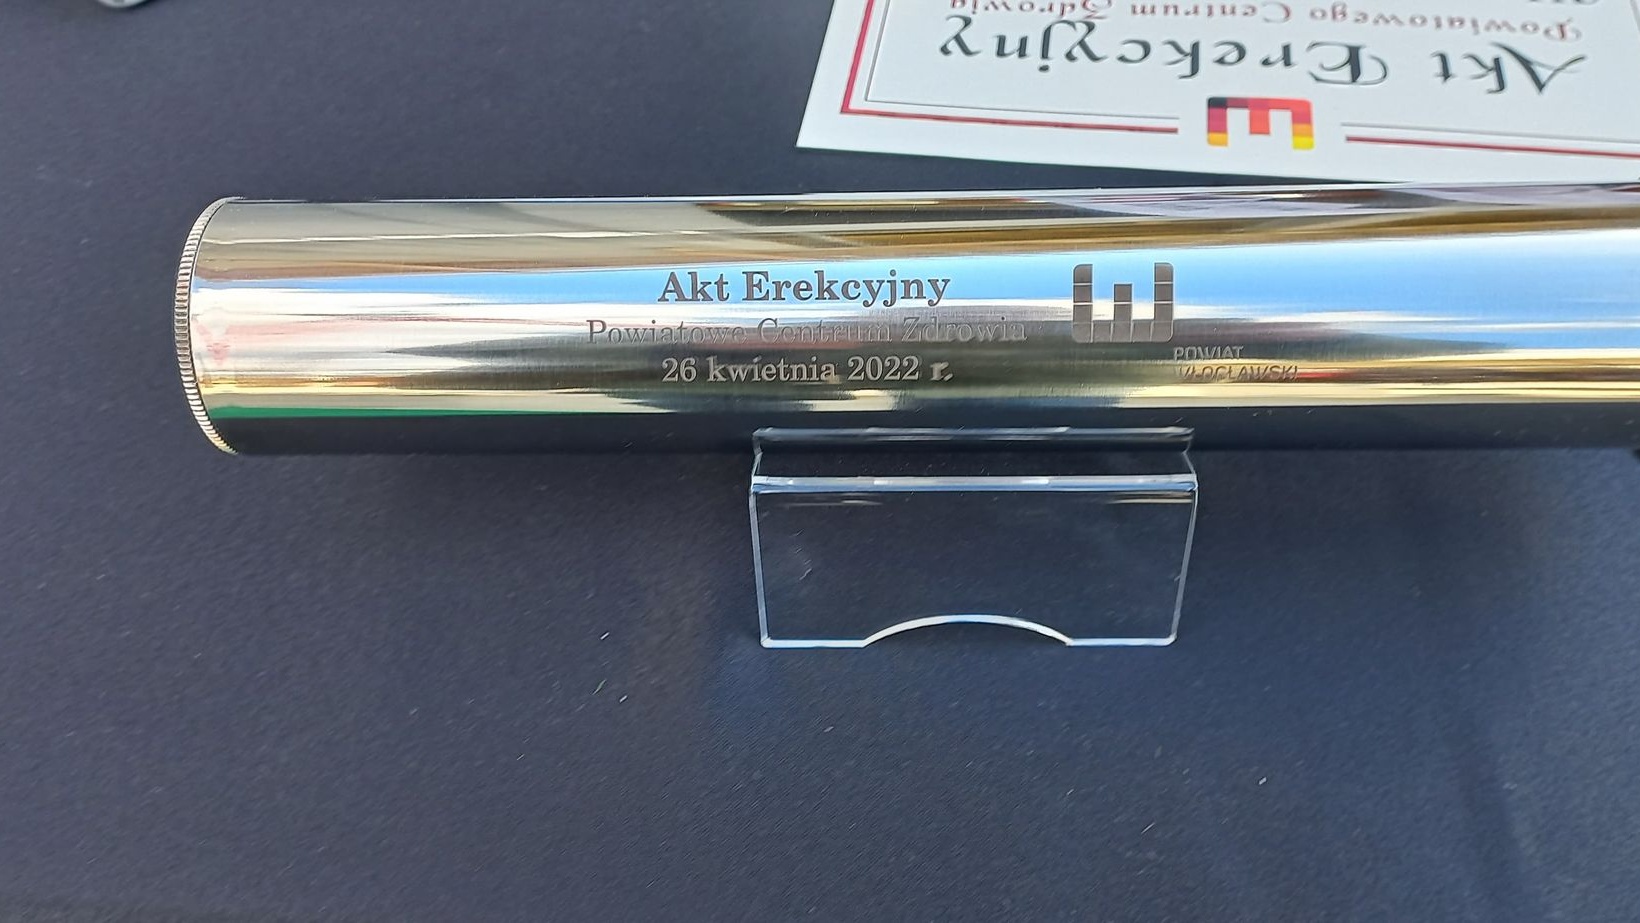 Akt Erekcyjny
Powiatowego Centrum Zdrowia
Akt Erekcyjny
Powiatowe Centrum Zdrowia
26 kwietnia 2022 r.
POWIAT
WŁOCŁAWSKI